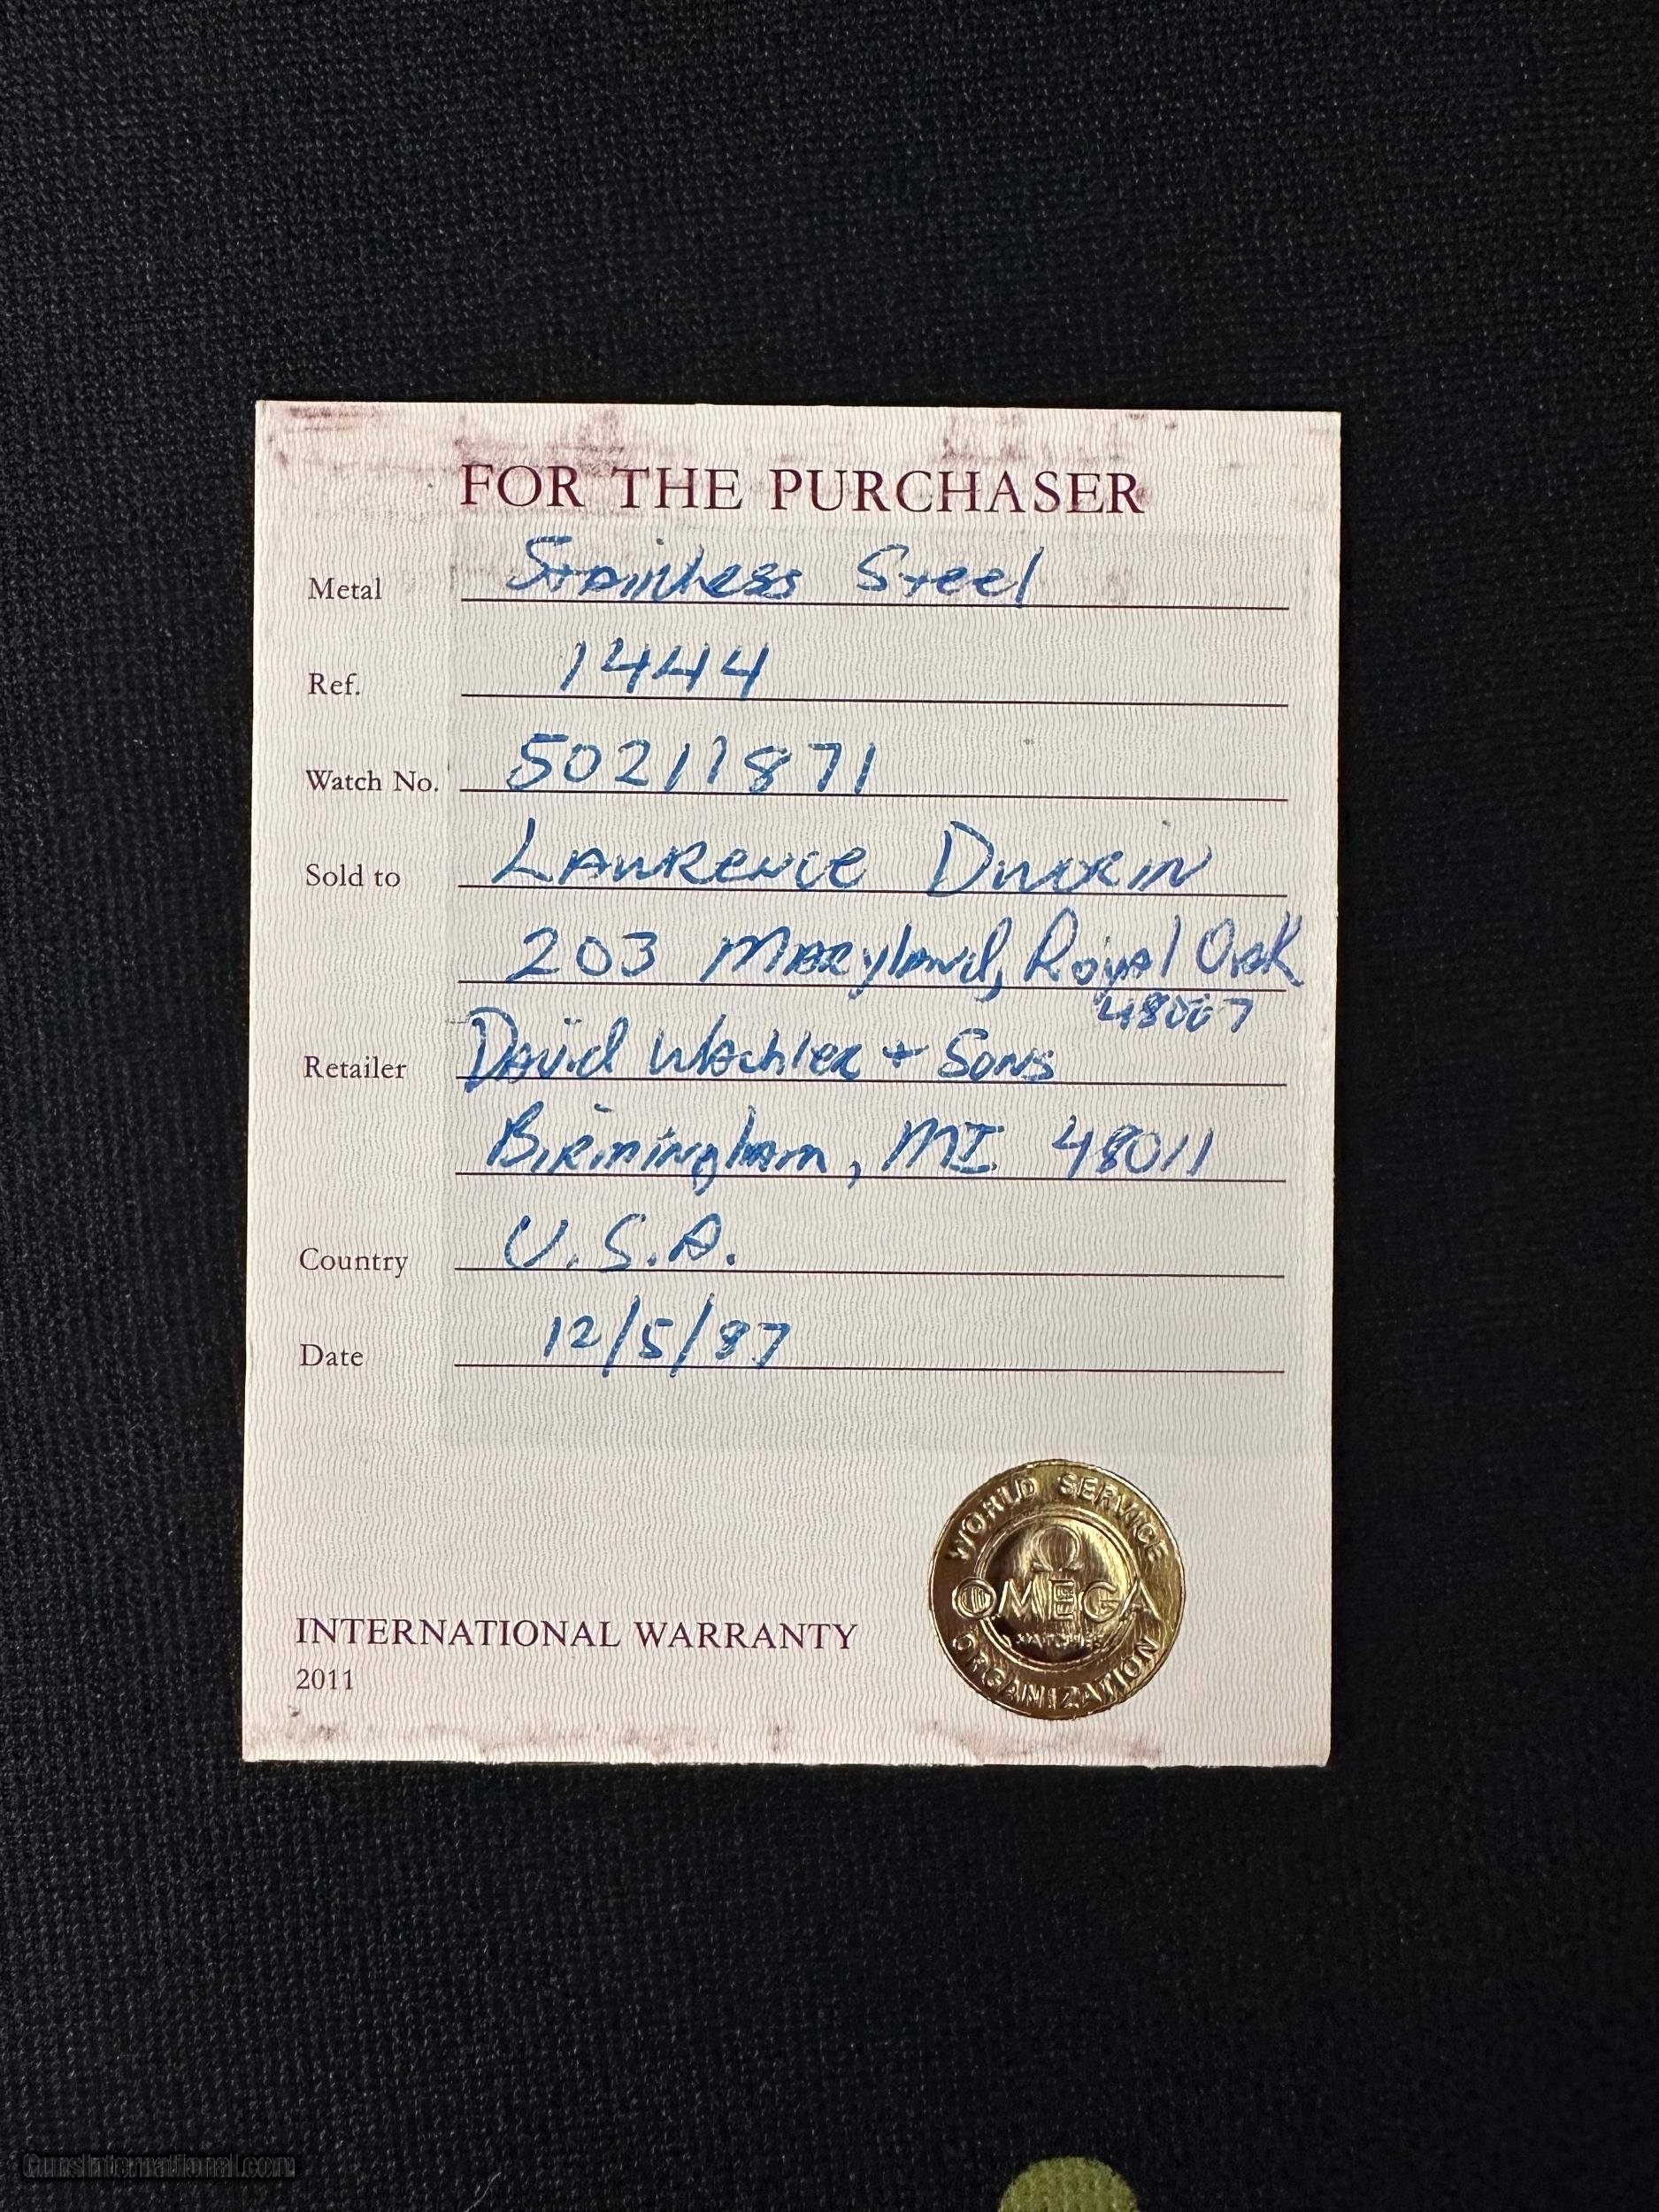 FOR THE PURCHASER
Metal Stainless Steel
Ref. 1444
Watch No. 50211871
Sold to Lawrence Dworin
203 Maryland, Royal Oak
48067
Retailer David Wachler + Sons
Birmingham, MI 48011
Country U.S.A.
Date 12/5/87
WORLD SERVICE
Ω
OMEGA
WATCHES
ORGANIZATION
INTERNATIONAL WARRANTY
2011
GunsInternational.com